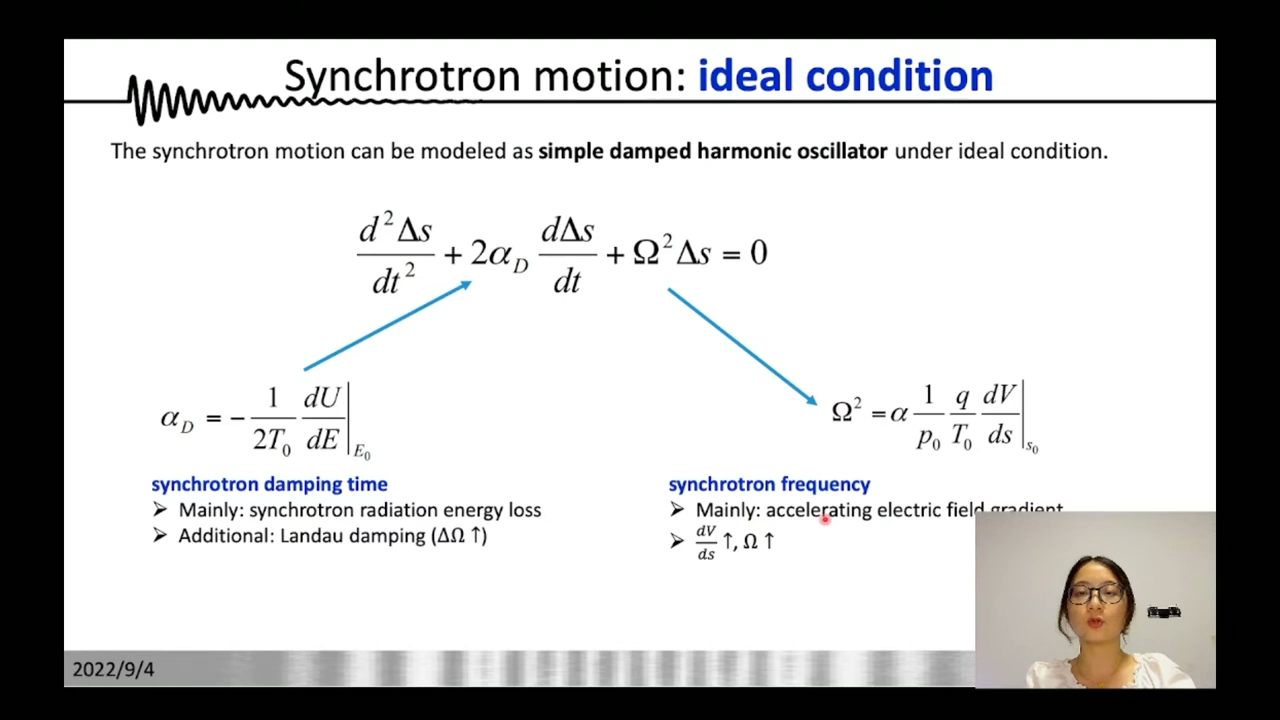 Synchrotron motion: ideal condition
The synchrotron motion can be modeled as simple damped harmonic oscillator under ideal condition.
d²Δs/dt² + 2α_D dΔs/dt + Ω²Δs = 0
α_D = − 1/2T₀ dU/dE |E₀
Ω² = α 1/p₀ q/T₀ dV/ds |s₀
synchrotron damping time
➢ Mainly: synchrotron radiation energy loss
➢ Additional: Landau damping (ΔΩ ↑)
synchrotron frequency
➢ Mainly: accelerating electric field gradient
➢ dV/ds ↑, Ω ↑
2022/9/4